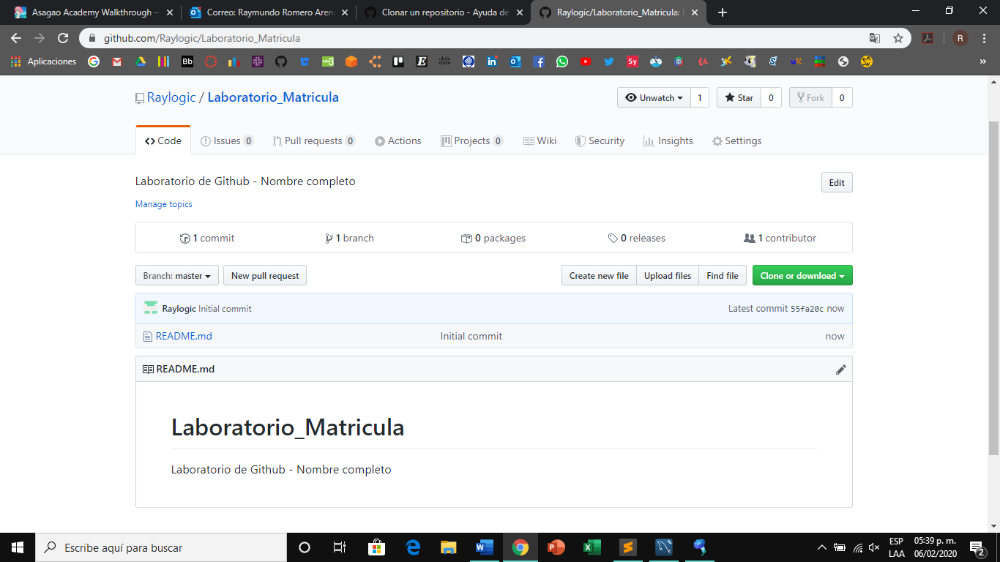 Asagao Academy Walkthrough –
Correo: Raymundo Romero Aren
Clonar un repositorio - Ayuda de
Raylogic/Laboratorio_Matricula: L
github.com/Raylogic/Laboratorio_Matricula
R
Aplicaciones
Raylogic / Laboratorio_Matricula
Unwatch 1
Star 0
Fork 0
Code
Issues 0
Pull requests 0
Actions
Projects 0
Wiki
Security
Insights
Settings
Laboratorio de Github - Nombre completo
Edit
Manage topics
1 commit
1 branch
0 packages
0 releases
1 contributor
Branch: master
New pull request
Create new file
Upload files
Find file
Clone or download
Raylogic Initial commit
Latest commit 55fa20c now
README.md
Initial commit
now
README.md
Laboratorio_Matricula
Laboratorio de Github - Nombre completo
Escribe aquí para buscar
ESP
LAA
05:39 p. m.
06/02/2020
2